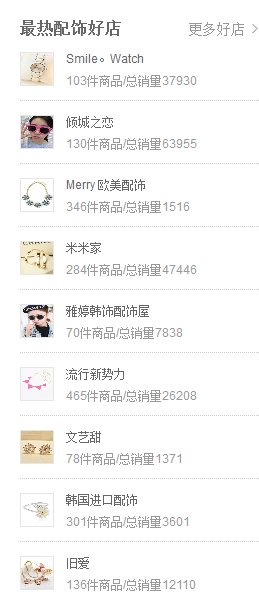 最热配饰好店
更多好店 >
Smile。Watch
103件商品/总销量37930
倾城之恋
130件商品/总销量63955
Merry 欧美配饰
346件商品/总销量1516
米米家
284件商品/总销量47446
雅婷韩饰配饰屋
70件商品/总销量7838
流行新势力
465件商品/总销量26208
文艺甜
78件商品/总销量1371
韩国进口配饰
301件商品/总销量3601
旧爱
136件商品/总销量12110